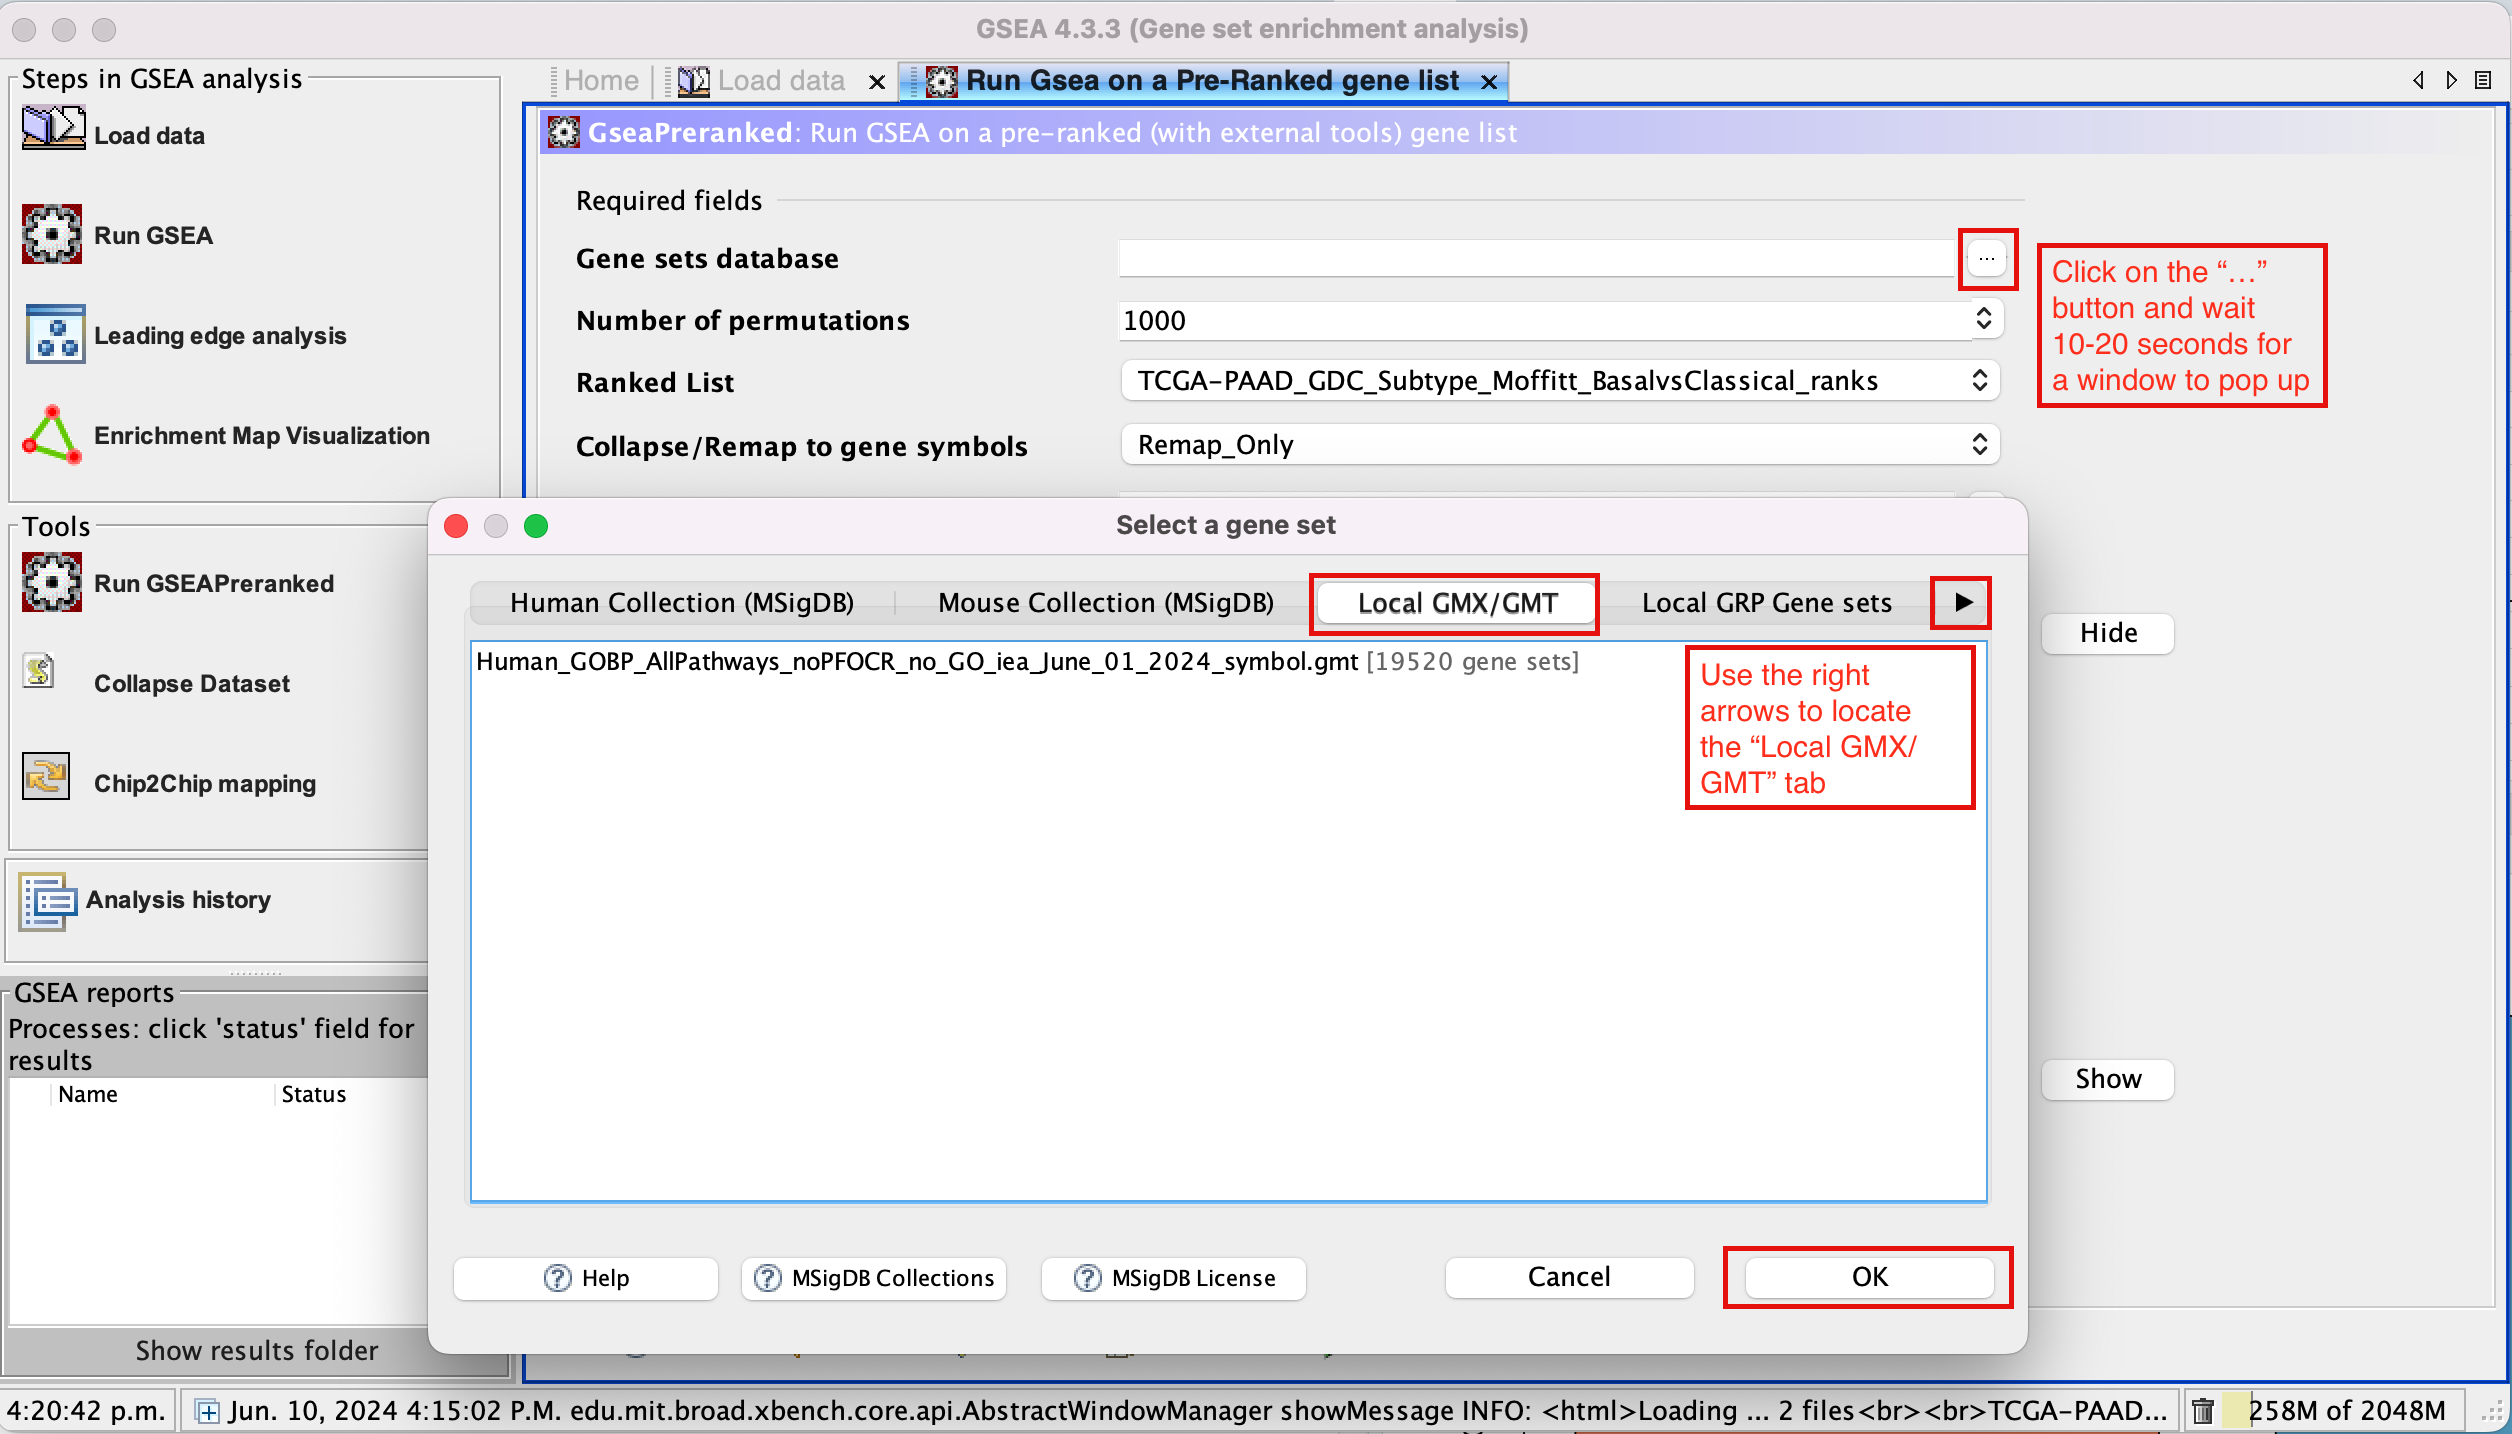 GSEA 4.3.3 (Gene set enrichment analysis)
Steps in GSEA analysis
Load data
Run GSEA
Leading edge analysis
Enrichment Map Visualization
Tools
Run GSEAPreranked
Collapse Dataset
Chip2Chip mapping
Analysis history
GSEA reports
Processes: click 'status' field for
results
Name Status
Show results folder
Home Load data Run Gsea on a Pre-Ranked gene list
GseaPreranked: Run GSEA on a pre-ranked (with external tools) gene list
Required fields
Gene sets database ...
Number of permutations 1000
Ranked List TCGA-PAAD_GDC_Subtype_Moffitt_BasalvsClassical_ranks
Collapse/Remap to gene symbols Remap_Only
Click on the “…”
button and wait
10-20 seconds for
a window to pop up
Select a gene set
Human Collection (MSigDB) Mouse Collection (MSigDB) Local GMX/GMT Local GRP Gene sets
Human_GOBP_AllPathways_noPFOCR_no_GO_iea_June_01_2024_symbol.gmt [19520 gene sets]
Use the right
arrows to locate
the “Local GMX/
GMT” tab
Help MSigDB Collections MSigDB License Cancel OK
Hide
Show
4:20:42 p.m. Jun. 10, 2024 4:15:02 P.M. edu.mit.broad.xbench.core.api.AbstractWindowManager showMessage INFO: <html>Loading ... 2 files<br><br>TCGA-PAAD... 258M of 2048M